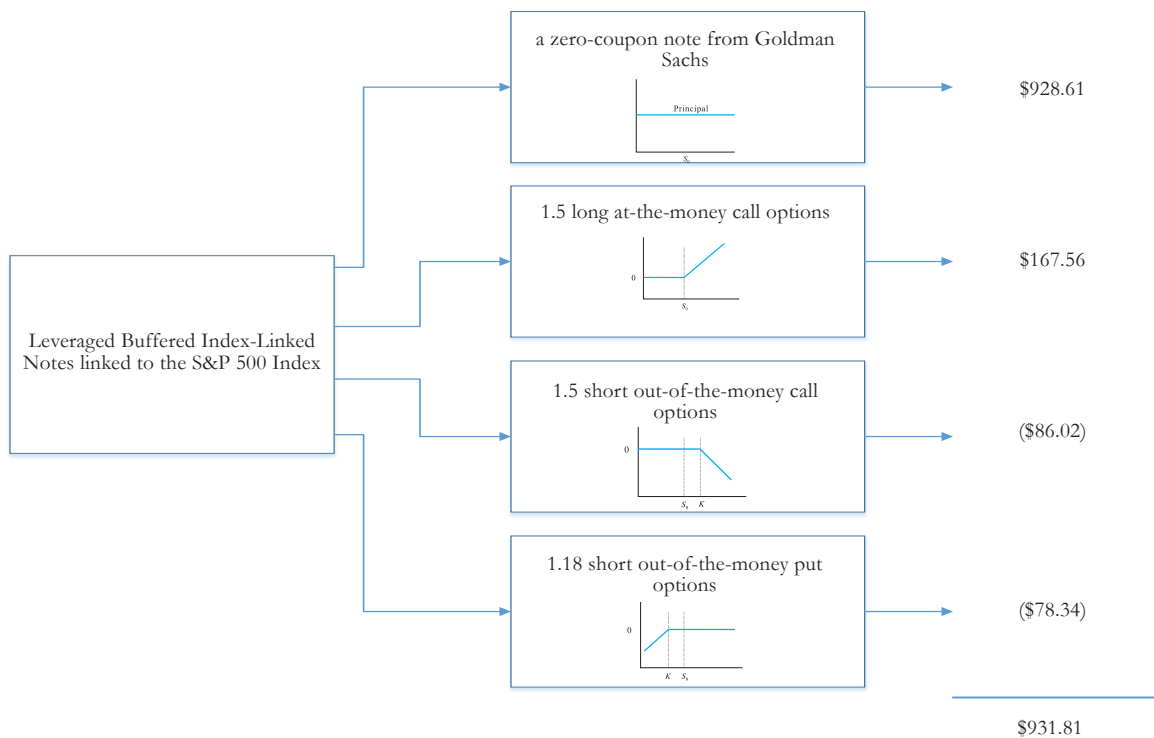 a zero-coupon note from Goldman
Sachs
Principal
S₀
$928.61
1.5 long at-the-money call options
0
S₀
$167.56
Leveraged Buffered Index-Linked
Notes linked to the S&P 500 Index
1.5 short out-of-the-money call
options
0
S₀ K
($86.02)
1.18 short out-of-the-money put
options
0
K S₀
($78.34)
$931.81